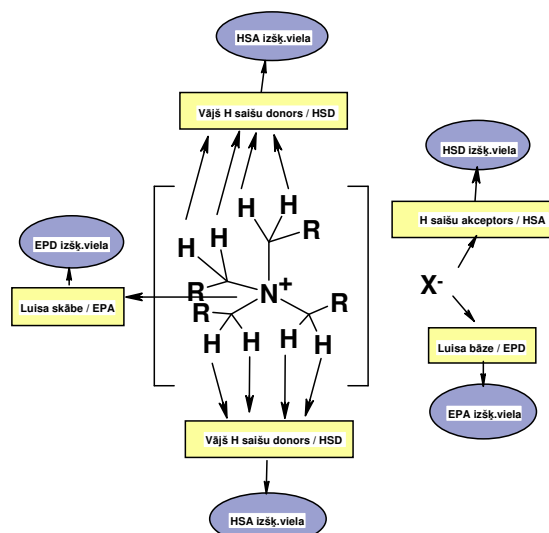 HSA izšķ.viela
Vājš H saišu donors / HSD
HSD izšķ.viela
H saišu akceptors / HSA
EPD izšķ.viela
Luisa skābe / EPA
H H
H H
R
R
N+
R
R
X-
H H H H
Luisa bāze / EPD
EPA izšķ.viela
Vājš H saišu donors / HSD
HSA izšķ.viela